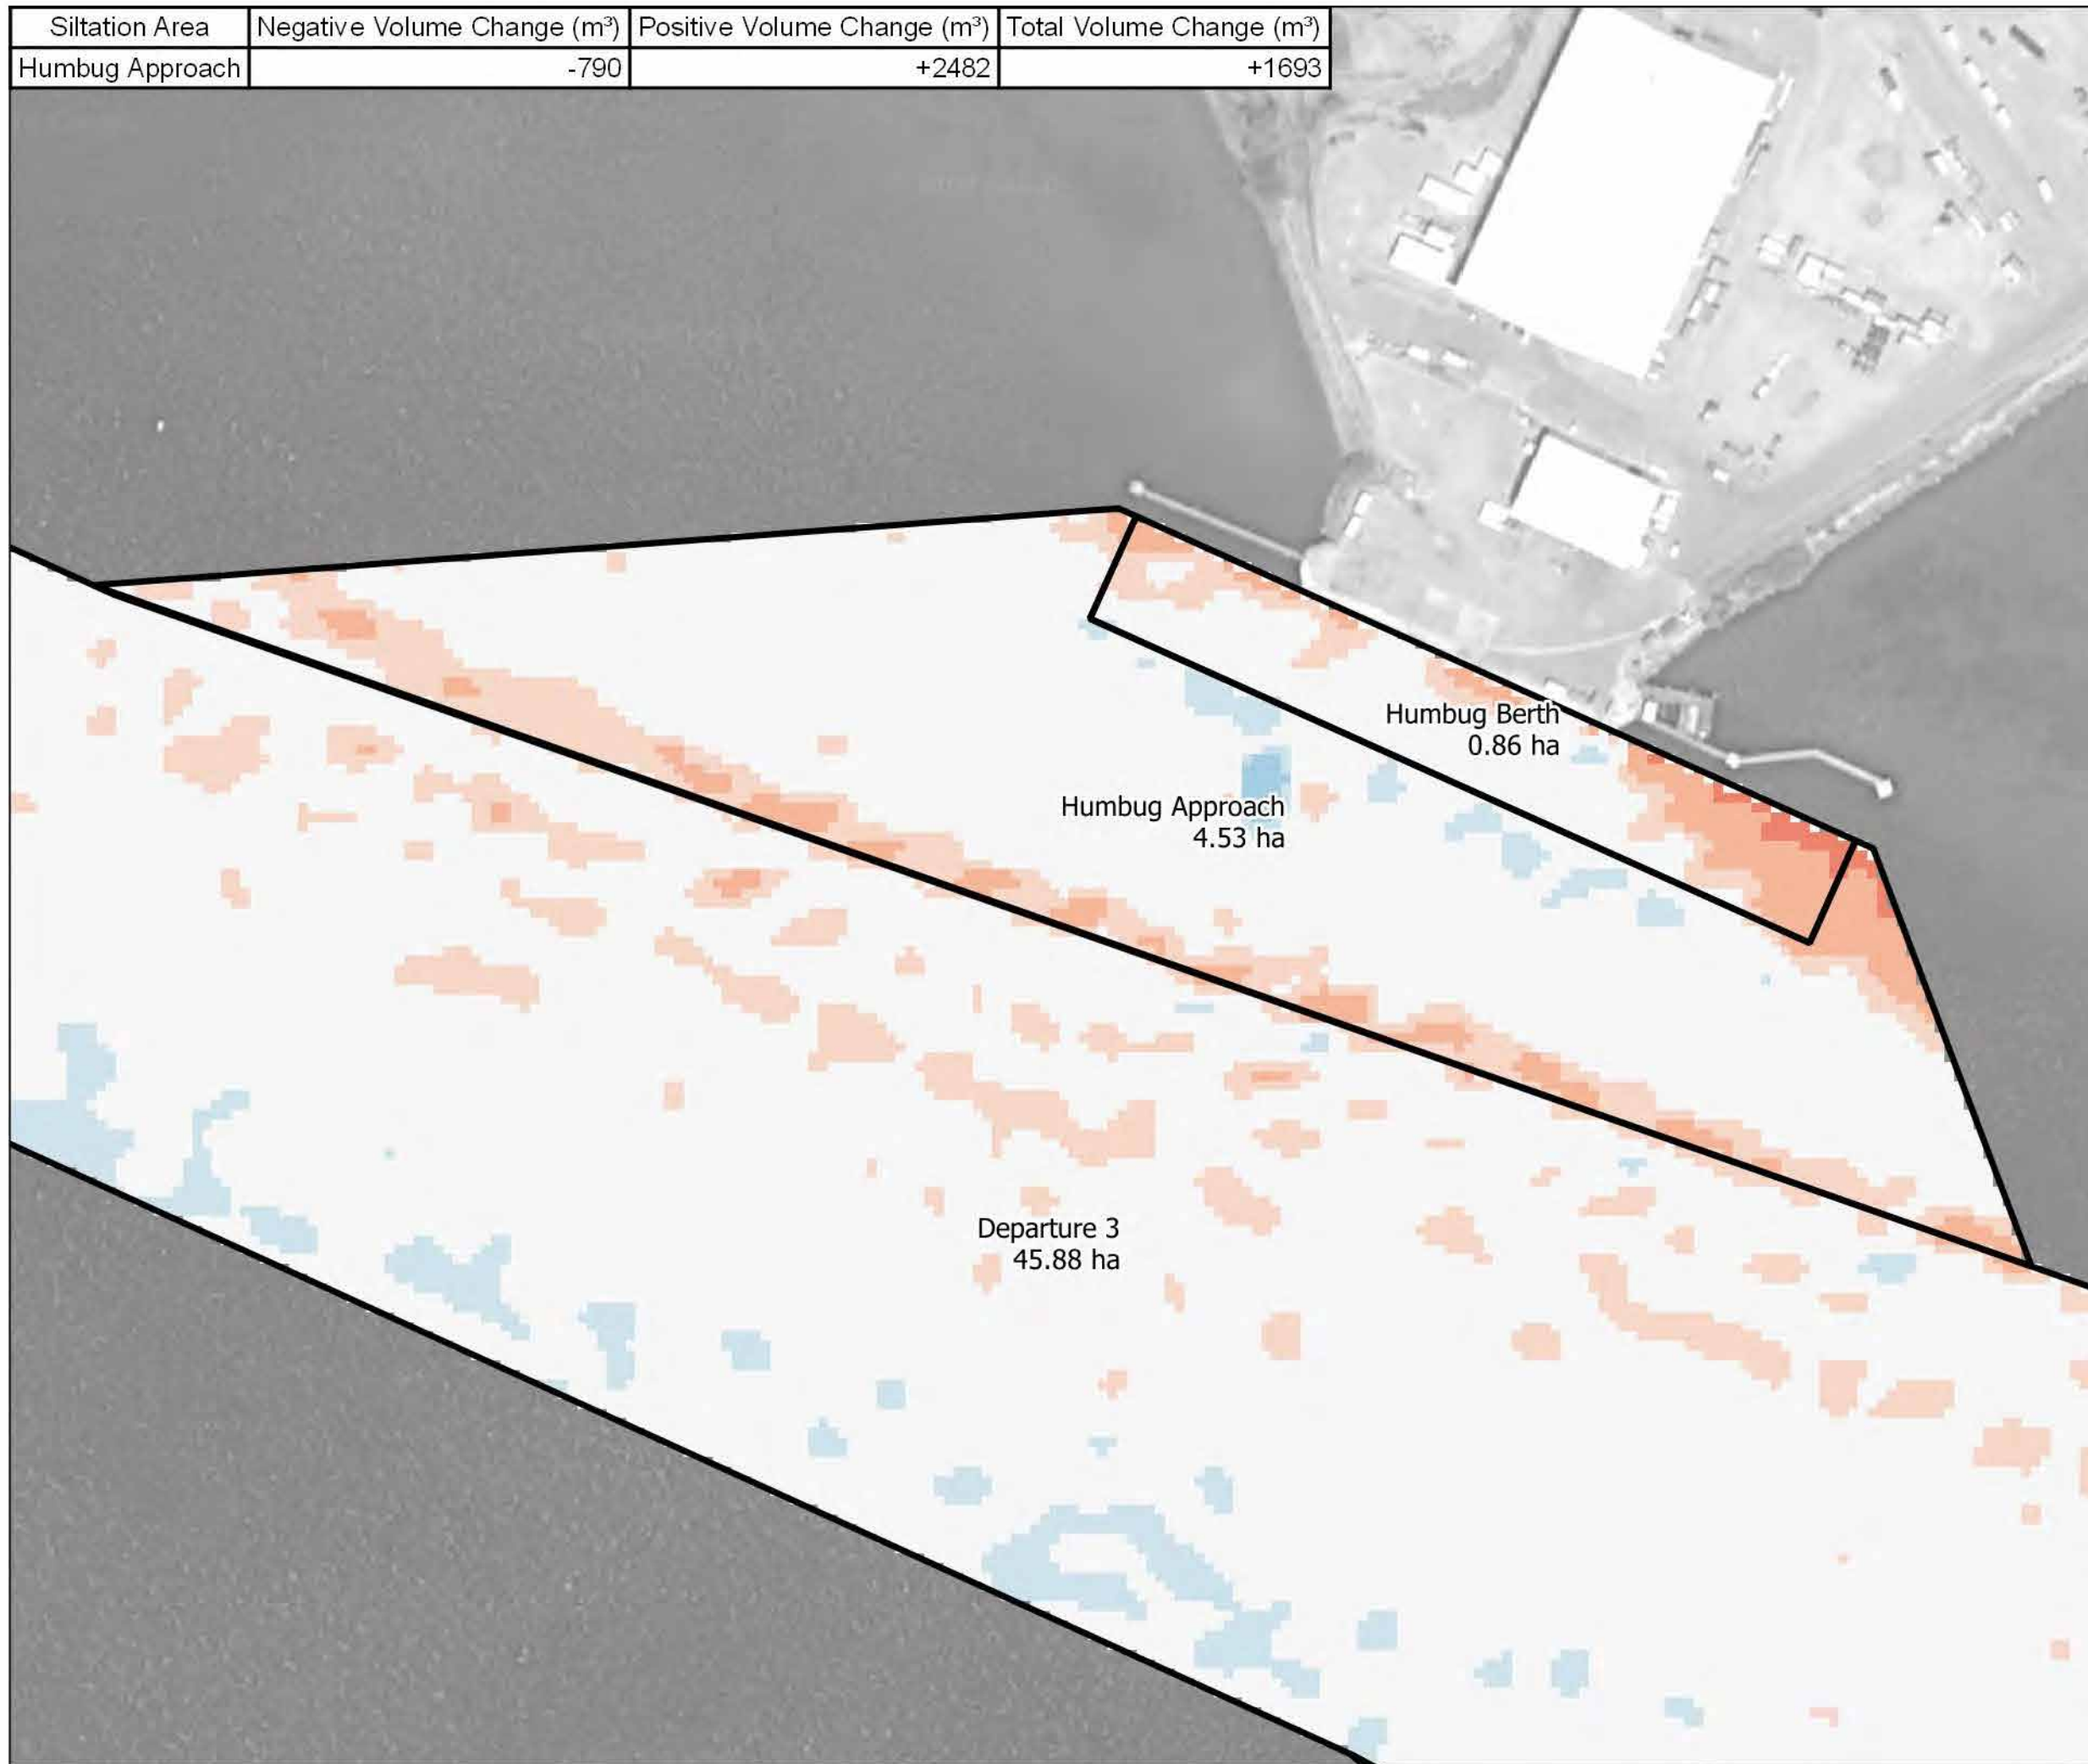 Siltation Area Negative Volume Change (m³) Positive Volume Change (m³) Total Volume Change (m³)
Humbug Approach -790 +2482 +1693
Humbug Berth
0.86 ha
Humbug Approach
4.53 ha
Departure 3
45.88 ha